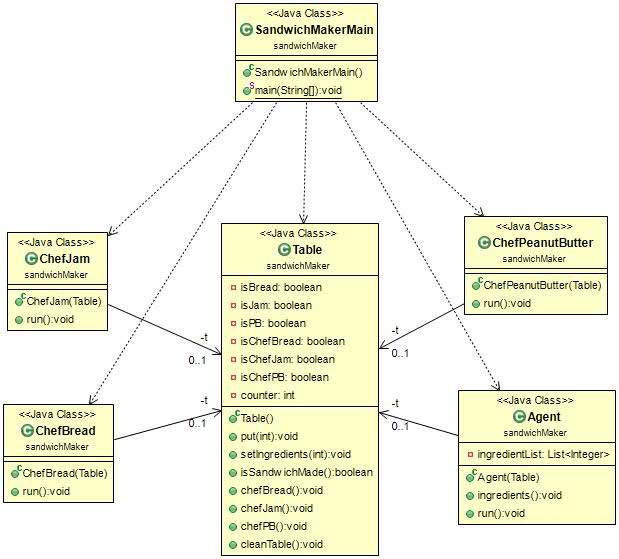 <<Java Class>>
SandwichMakerMain
sandwichMaker
SandwichMakerMain()
main(String[]):void
<<Java Class>>
ChefJam
sandwichMaker
ChefJam(Table)
run():void
<<Java Class>>
Table
sandwichMaker
isBread: boolean
isJam: boolean
isPB: boolean
isChefBread: boolean
isChefJam: boolean
isChefPB: boolean
counter: int
Table()
put(int):void
setIngredients(int):void
isSandwichMade():boolean
chefBread():void
chefJam():void
chefPB():void
cleanTable():void
<<Java Class>>
ChefPeanutButter
sandwichMaker
ChefPeanutButter(Table)
run():void
-t
0..1
-t
0..1
<<Java Class>>
ChefBread
sandwichMaker
ChefBread(Table)
run():void
-t
0..1
-t
0..1
<<Java Class>>
Agent
sandwichMaker
ingredientList: List<Integer>
Agent(Table)
ingredients():void
run():void